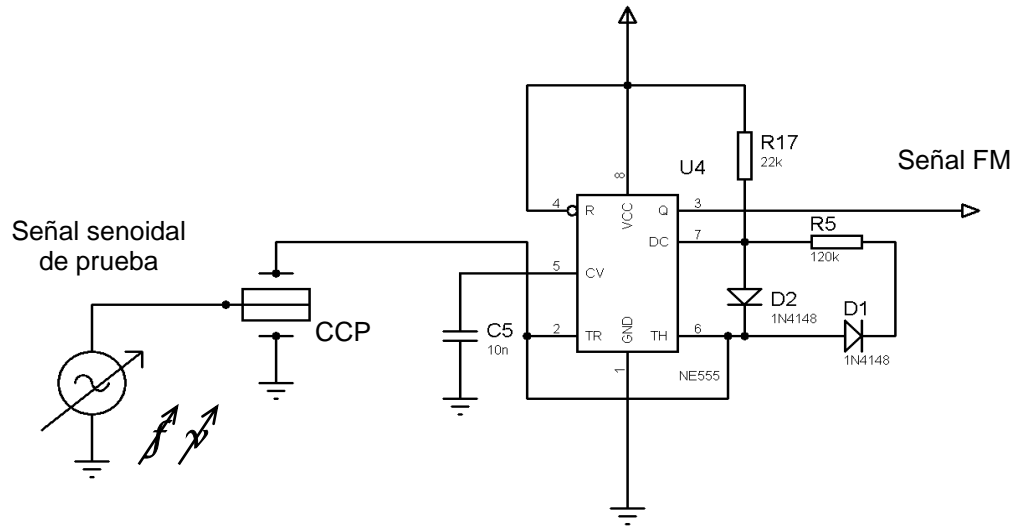 Señal senoidal
de prueba
CCP
f v
C5
10n
U4
NE555
4
R
8
VCC
Q
3
DC
7
5
CV
2
TR
GND
1
TH
6
R17
22k
R5
120k
D2
1N4148
D1
1N4148
Señal FM